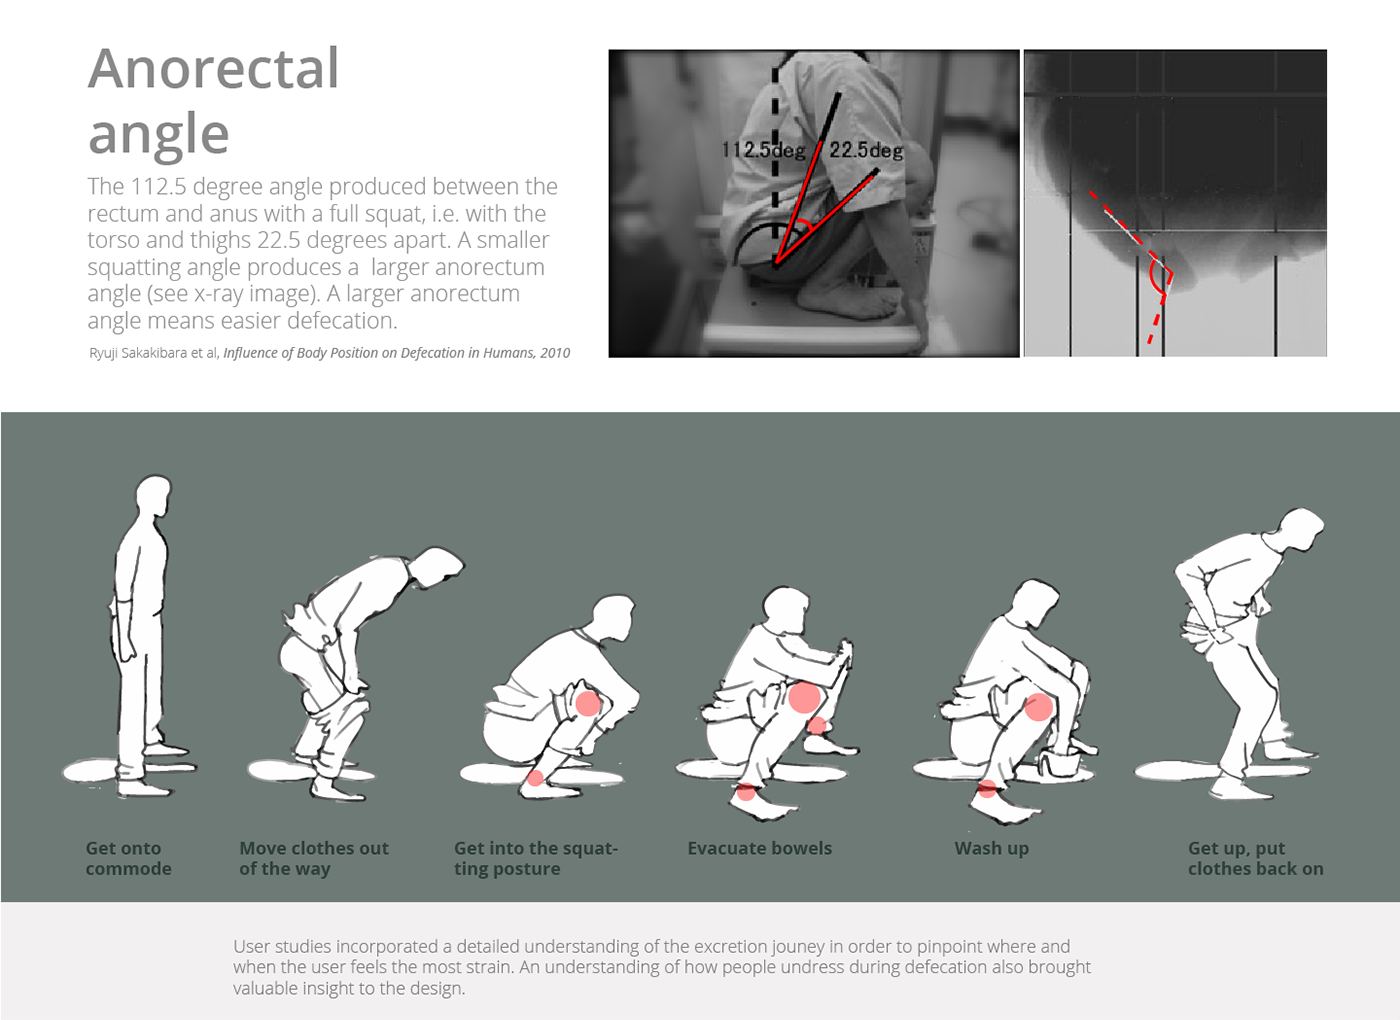 Anorectal
angle
The 112.5 degree angle produced between the
rectum and anus with a full squat, i.e. with the
torso and thighs 22.5 degrees apart. A smaller
squatting angle produces a larger anorectum
angle (see x-ray image). A larger anorectum
angle means easier defecation.
Ryuji Sakakibara et al, Influence of Body Position on Defecation in Humans, 2010
112.5deg 22.5deg
Get onto
commode
Move clothes out
of the way
Get into the squat-
ting posture
Evacuate bowels
Wash up
Get up, put
clothes back on
User studies incorporated a detailed understanding of the excretion jouney in order to pinpoint where and
when the user feels the most strain. An understanding of how people undress during defecation also brought
valuable insight to the design.